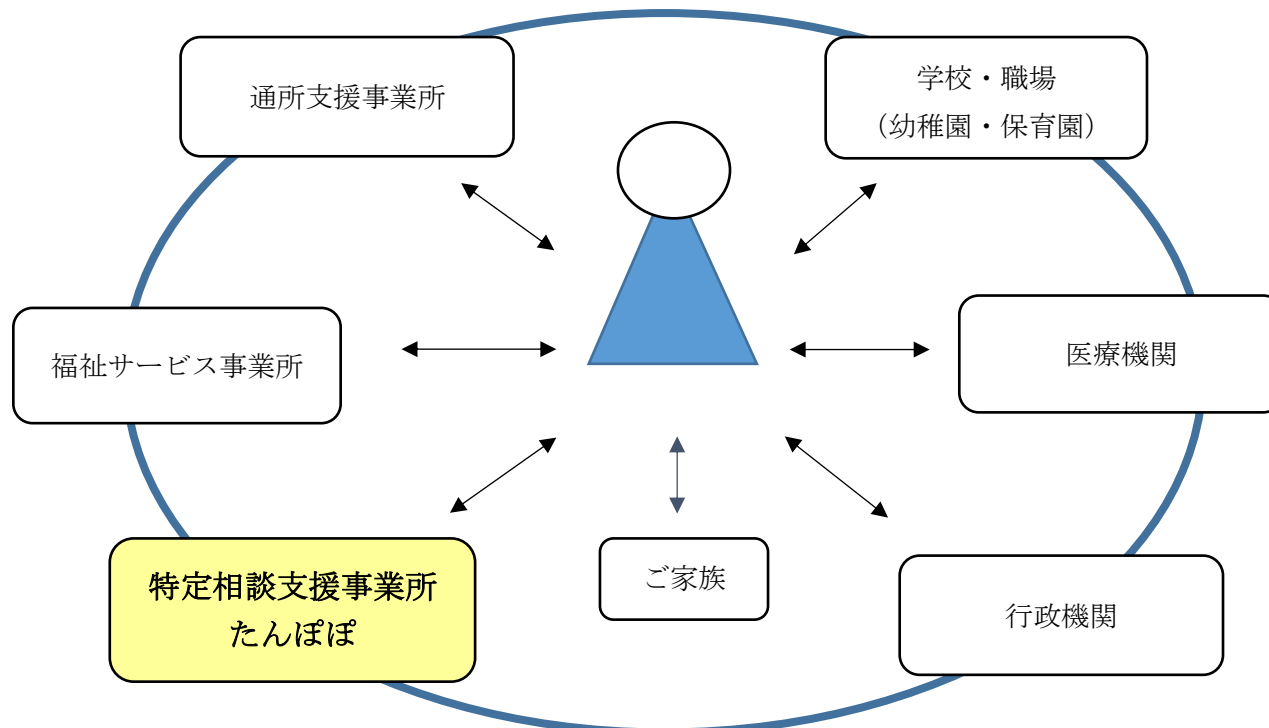 通所支援事業所
学校・職場
（幼稚園・保育園）
福祉サービス事業所
医療機関
特定相談支援事業所
たんぽぽ
ご家族
行政機関